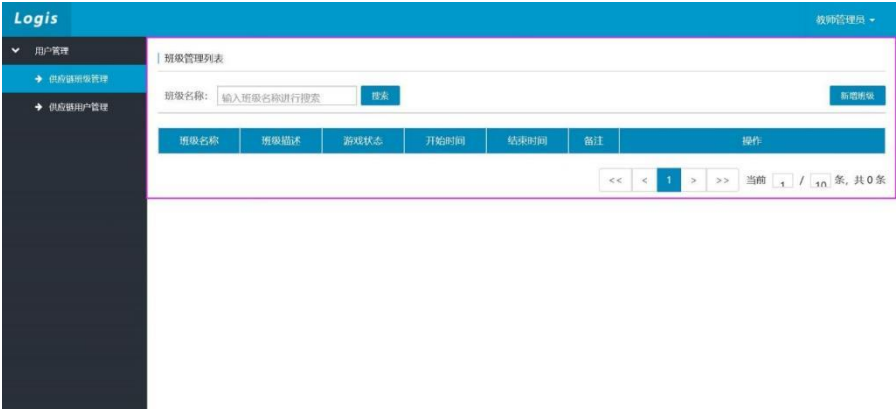 Logis
教师管理员
用户管理
供应链班级管理
供应链用户管理
班级管理列表
班级名称: 输入班级名称进行搜索 搜索 新增班级
班级名称 班级描述 游戏状态 开始时间 结束时间 备注 操作
<< < 1 > >> 当前 1 / 10 条, 共 0 条